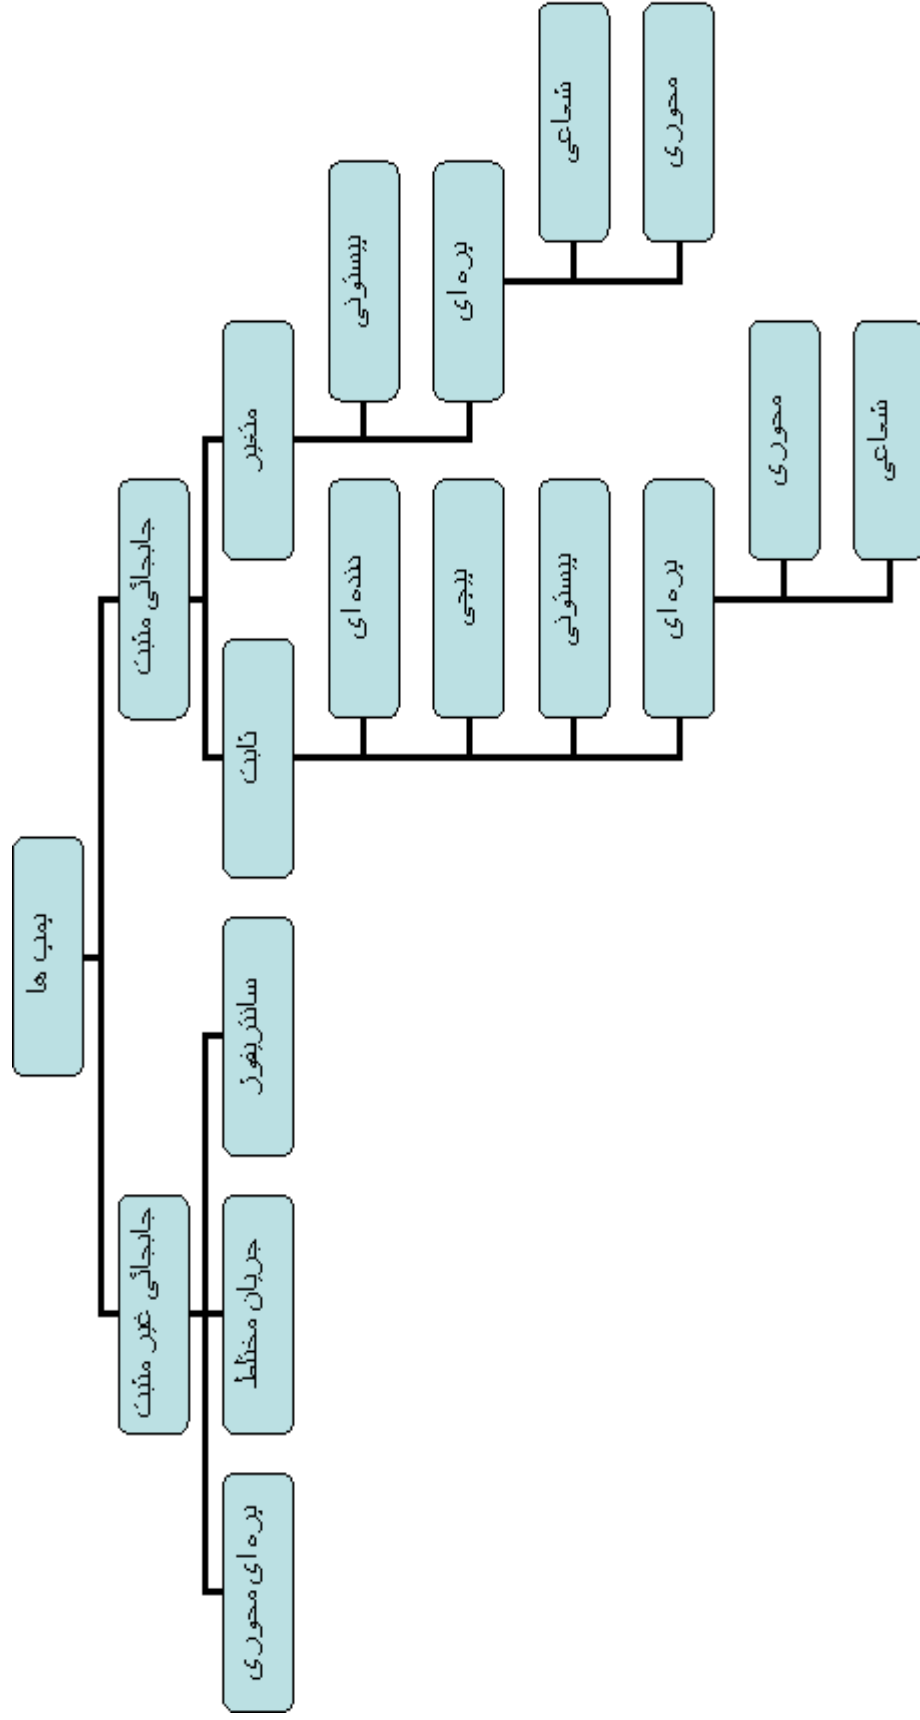 پمپ ها
جابجائی مثبت
جابجائی غیر مثبت
متغیر
ثابت
سانتریفوژ
جریان مختلط
پره ای محوری
پیستونی
پره ای
شعاعی
محوری
دنده ای
پیچی
پیستونی
پره ای
محوری
شعاعی